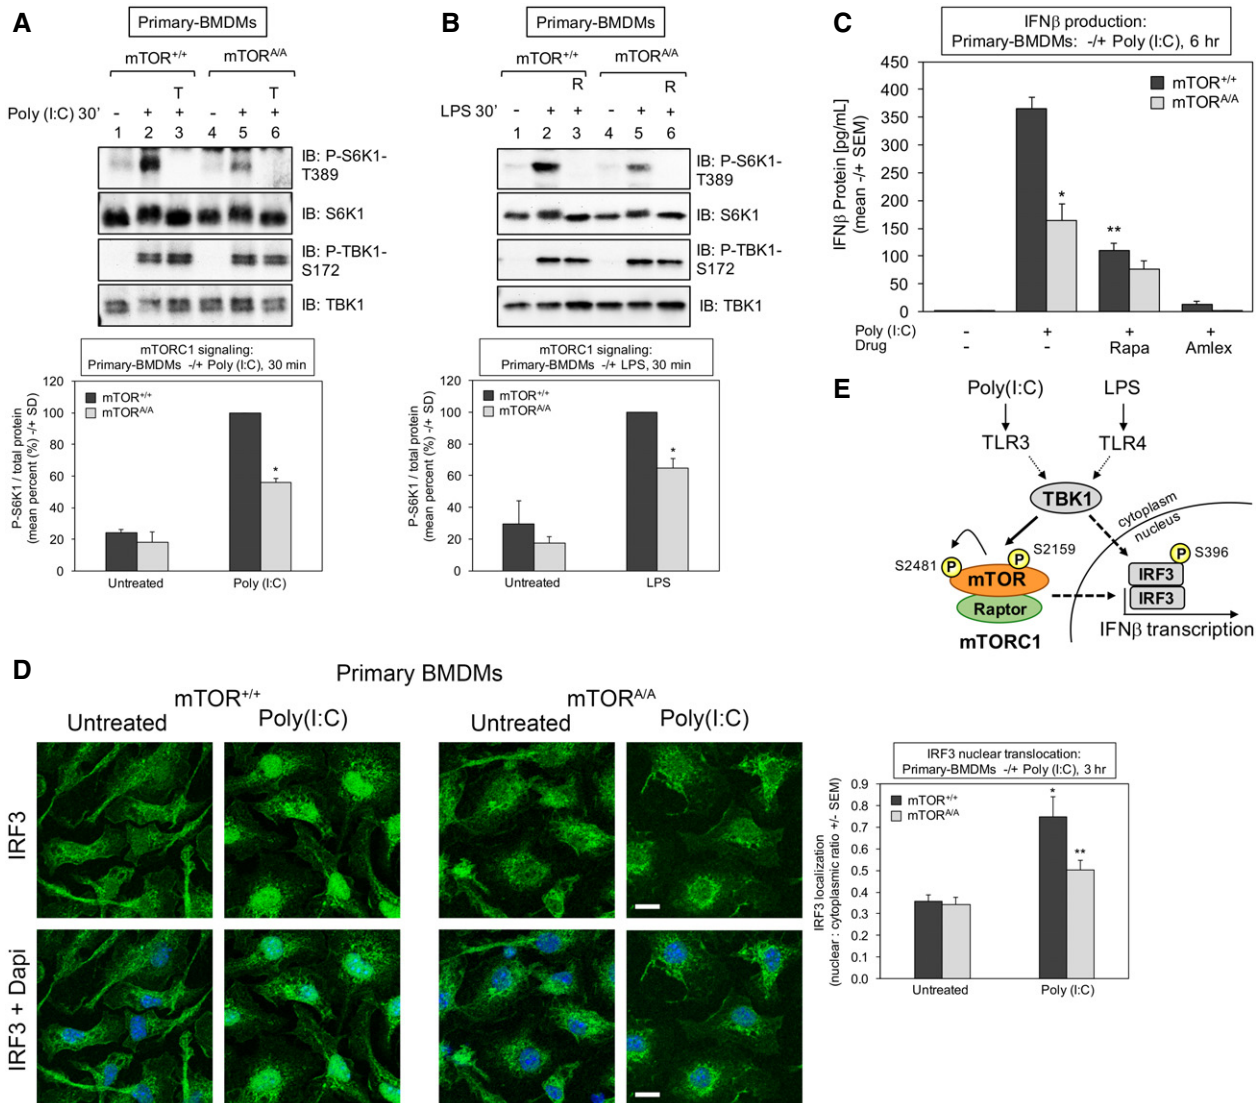 A
Primary-BMDMs
mTOR+/+
mTORA/A
T
T
Poly (I:C) 30’
-
+
+
-
+
+
1
2
3
4
5
6
IB: P-S6K1-
T389
IB: S6K1
IB: P-TBK1-
S172
IB: TBK1
mTORC1 signaling:
Primary-BMDMs -/+ Poly (I:C), 30 min
P-S6K1 / total protein
(mean percent (%) -/+ SD)
120
100
80
60
40
20
0
mTOR+/+
mTORA/A
*
Untreated
Poly (I:C)
B
Primary-BMDMs
mTOR+/+
mTORA/A
R
R
LPS 30’
-
+
+
-
+
+
1
2
3
4
5
6
IB: P-S6K1-
T389
IB: S6K1
IB: P-TBK1-
S172
IB: TBK1
mTORC1 signaling:
Primary-BMDMs -/+ LPS, 30 min
P-S6K1 / total protein
(mean percent (%) -/+ SD)
120
100
80
60
40
20
0
mTOR+/+
mTORA/A
*
Untreated
LPS
C
IFNβ production:
Primary-BMDMs: -/+ Poly (I:C), 6 hr
IFNβ Protein [pg/mL]
(mean -/+ SEM)
450
400
350
300
250
200
150
100
50
0
mTOR+/+
mTORA/A
*
**
Poly (I:C)
-
+
+
+
Drug
-
-
Rapa
Amlex
E
Poly(I:C)
LPS
TLR3
TLR4
TBK1
cytoplasm
nucleus
S2481
P
P
S2159
mTOR
Raptor
mTORC1
P
S396
IRF3
IRF3
IFNβ transcription
D
Primary BMDMs
mTOR+/+
mTORA/A
Untreated
Poly(I:C)
Untreated
Poly(I:C)
IRF3
IRF3 + Dapi
IRF3 nuclear translocation:
Primary-BMDMs -/+ Poly (I:C), 3 hr
IRF3 localization
(nuclear : cytoplasmic ratio +/- SEM)
0.9
0.8
0.7
0.6
0.5
0.4
0.3
0.2
0.1
0.0
mTOR+/+
mTORA/A
*
**
Untreated
Poly (I:C)